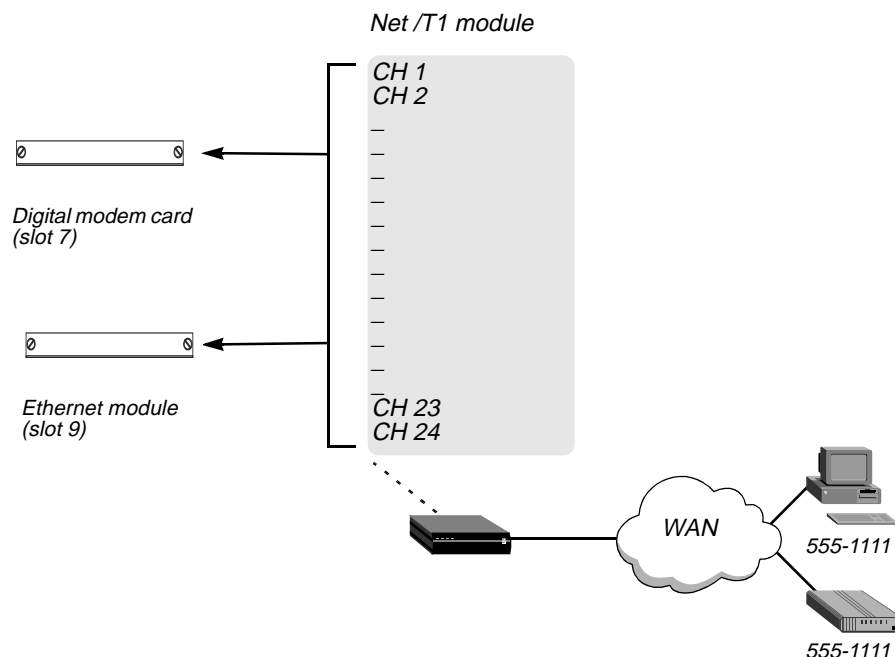 Net /T1 module
CH 1
CH 2
Digital modem card
(slot 7)
Ethernet module
(slot 9)
CH 23
CH 24
WAN
555-1111
555-1111